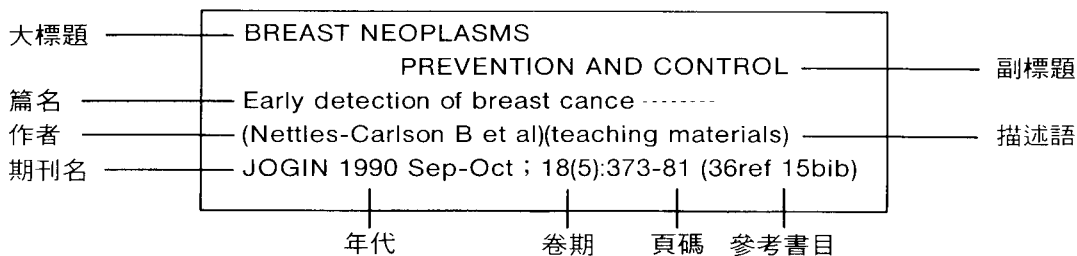 大標題 BREAST NEOPLASMS
PREVENTION AND CONTROL 副標題
篇名 Early detection of breast cance --------
作者 (Nettles-Carlson B et al)(teaching materials) 描述語
期刊名 JOGIN 1990 Sep-Oct；18(5):373-81 (36ref 15bib)
年代 卷期 頁碼 參考書目